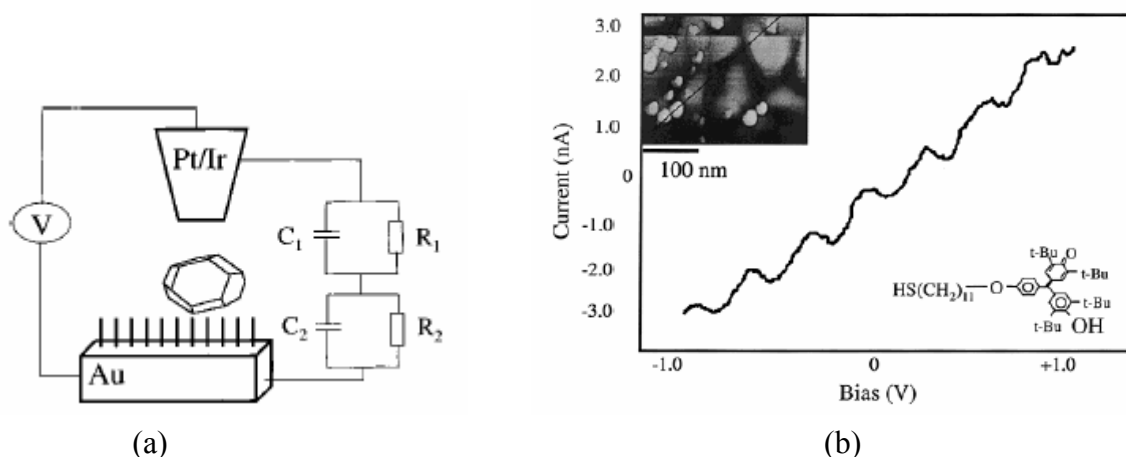 Pt/Ir
V
C1
R1
C2
R2
Au
(a)
3.0
2.0
1.0
0
-1.0
-2.0
-3.0
Current (nA)
100 nm
t-Bu
O
t-Bu
HS(CH2)11
O
t-Bu
t-Bu
OH
-1.0
0
+1.0
Bias (V)
(b)